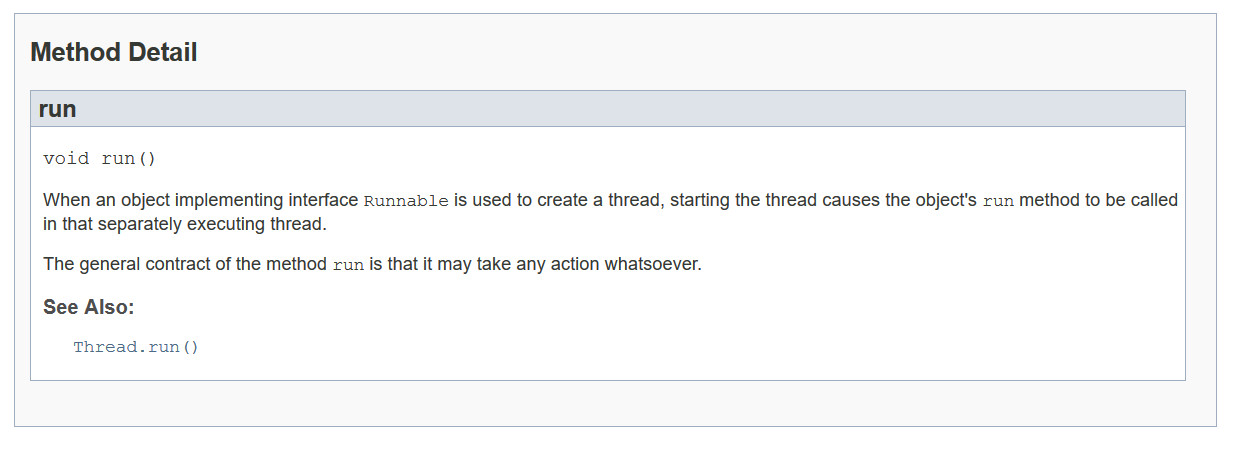 Method Detail
run
void run()
When an object implementing interface Runnable is used to create a thread, starting the thread causes the object's run method to be called
in that separately executing thread.
The general contract of the method run is that it may take any action whatsoever.
See Also:
Thread.run()